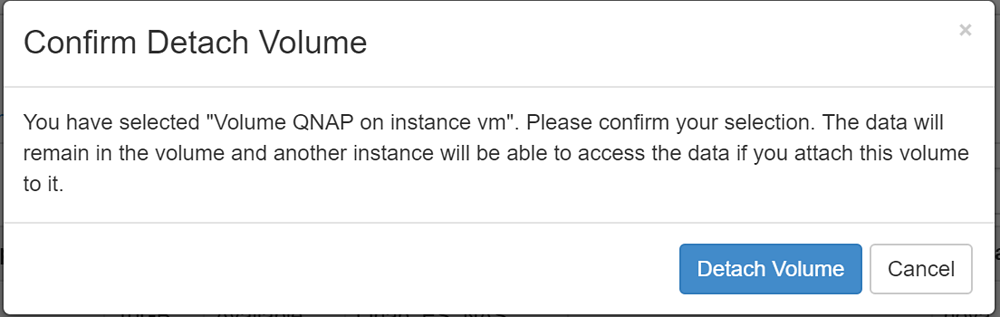 Confirm Detach Volume
×
You have selected "Volume QNAP on instance vm". Please confirm your selection. The data will
remain in the volume and another instance will be able to access the data if you attach this volume
to it.
Detach Volume
Cancel